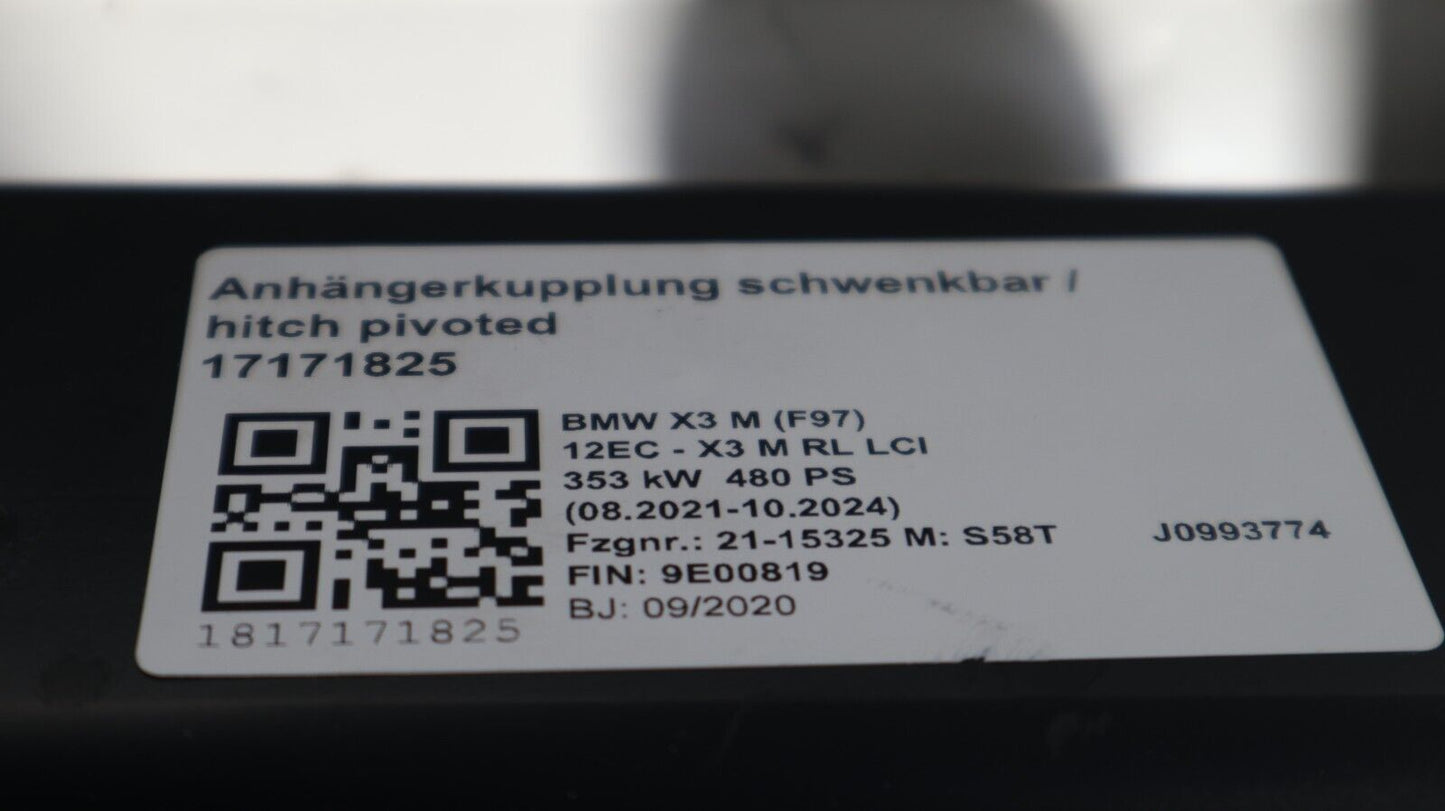 Anhängerkupplung schwenkbar /
hitch pivoted
17171825
BMW X3 M (F97)
12EC - X3 M RL LCI
353 kW 480 PS
(08.2021-10.2024)
Fzgnr.: 21-15325 M: S58T J0993774
FIN: 9E00819
BJ: 09/2020
1817171825